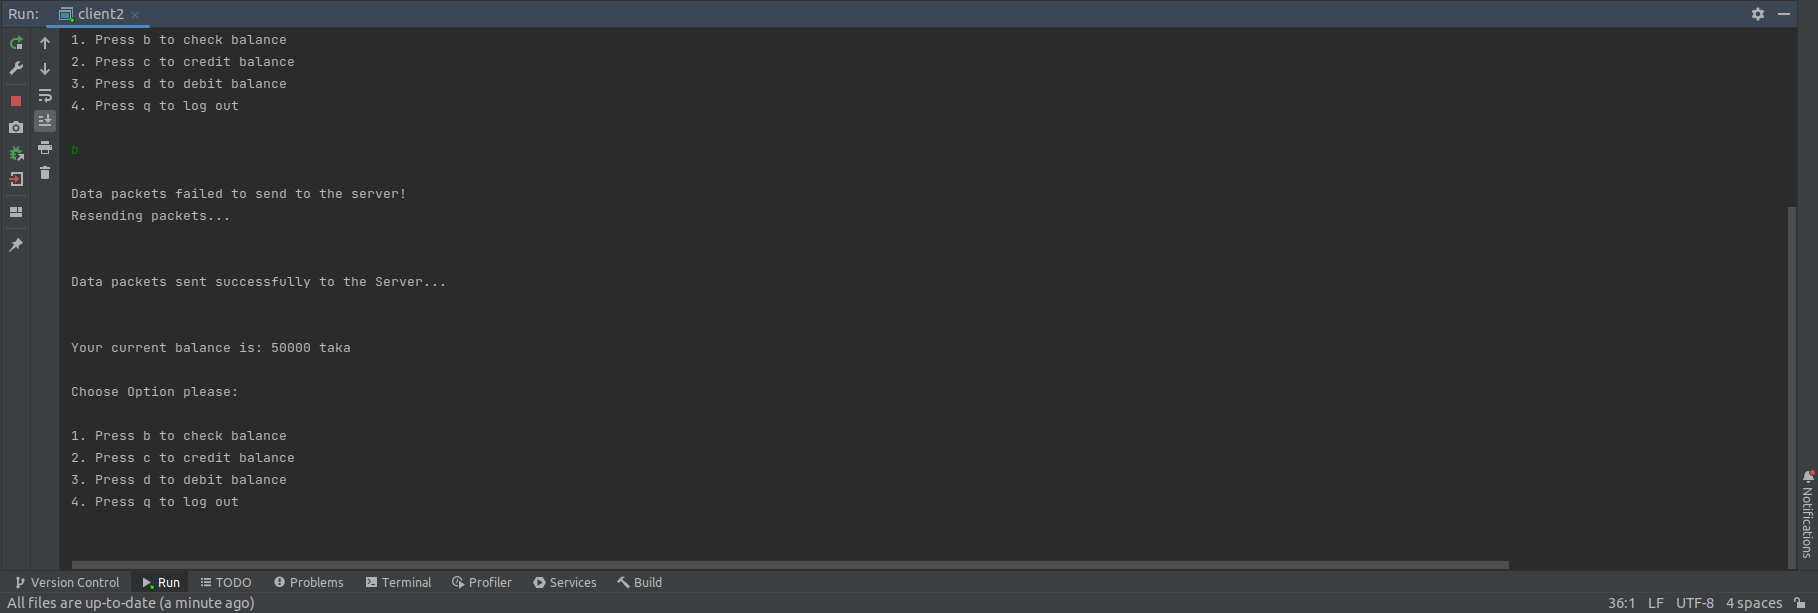 Run: client2
1. Press b to check balance
2. Press c to credit balance
3. Press d to debit balance
4. Press q to log out
b
Data packets failed to send to the server!
Resending packets...
Data packets sent successfully to the Server...
Your current balance is: 50000 taka
Choose Option please:
1. Press b to check balance
2. Press c to credit balance
3. Press d to debit balance
4. Press q to log out
Notifications
Version Control Run TODO Problems Terminal Profiler Services Build
All files are up-to-date (a minute ago) 36:1 LF UTF-8 4 spaces